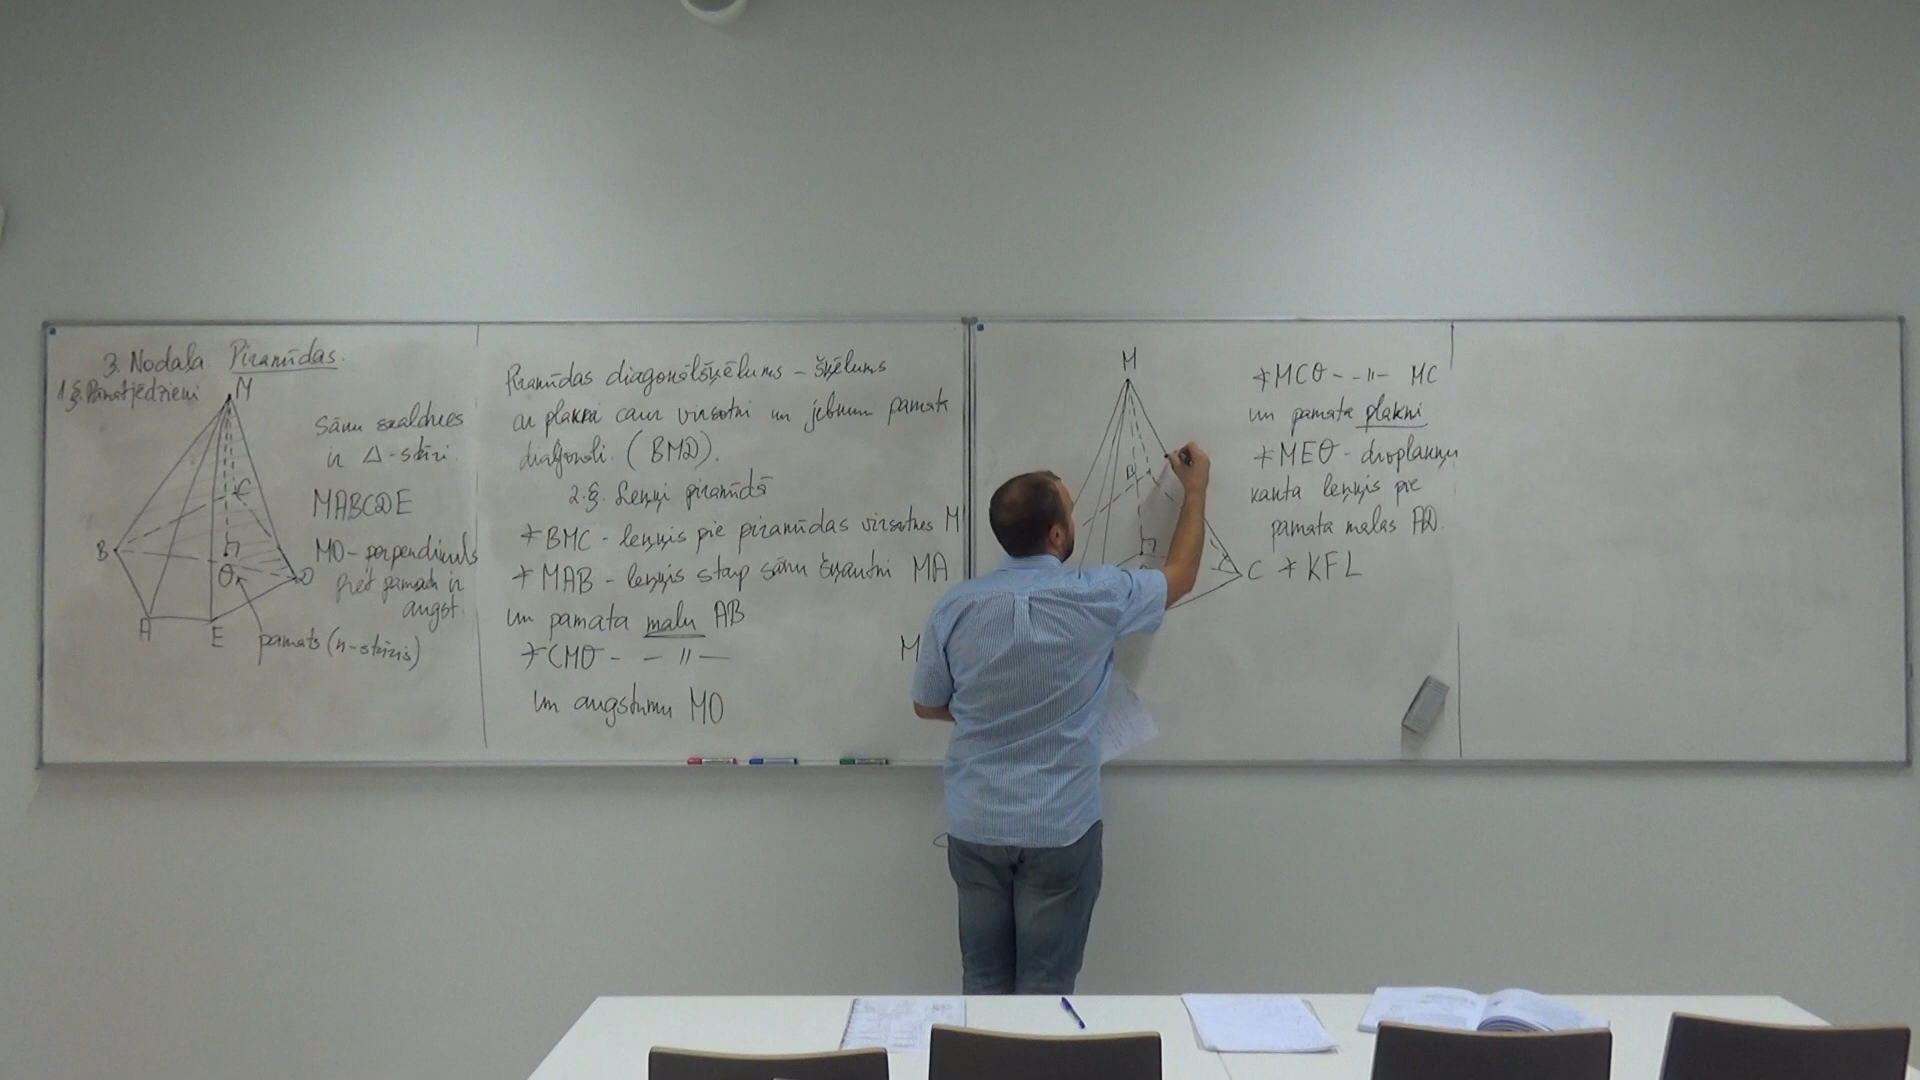 3. Nodaļa Piramīdas.
1.§. Pamatjēdzieni
M
B
C
O
D
A
E
Sānu skaldnes
ir Δ-stūri.
MABCDE
MO - perpendikuls
pret pamatu ir
augst.
pamats (n-stūris)
Piramīdas diagonālšķēlums - šķēlums
ar plakni caur virsotni un jebkuru pamata
diagonāli. (BMD).
2.§. Leņķi piramīdā
∢BMC - leņķis pie piramīdas virsotnes M
∢MAB - leņķis starp sānu šķautni MA
un pamata malu AB
∢CMO - - 〃 - M
un augstumu MO
M
B
C
∢MCO - - 〃 - MC
un pamata plakni
∢MEO - divplakņu
kakta leņķis pie
pamata malas AD.
∢KFL